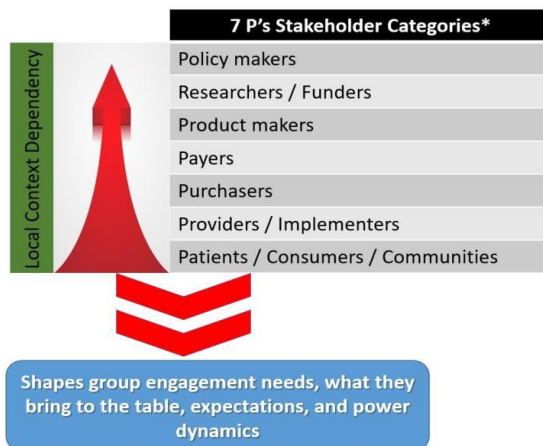 7 P's Stakeholder Categories*
Local Context Dependency
Policy makers
Researchers / Funders
Product makers
Payers
Purchasers
Providers / Implementers
Patients / Consumers / Communities
Shapes group engagement needs, what they
bring to the table, expectations, and power
dynamics